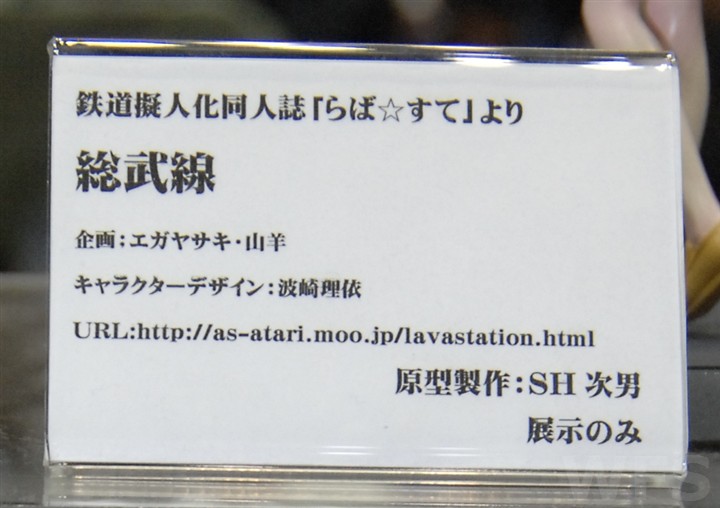 鉄道擬人化同人誌「らば☆すて」より
総武線
企画：エガヤサキ・山羊
キャラクターデザイン：波崎理依
URL:http://as-atari.moo.jp/lavastation.html
原型製作：SH 次男
展示のみ
WFS